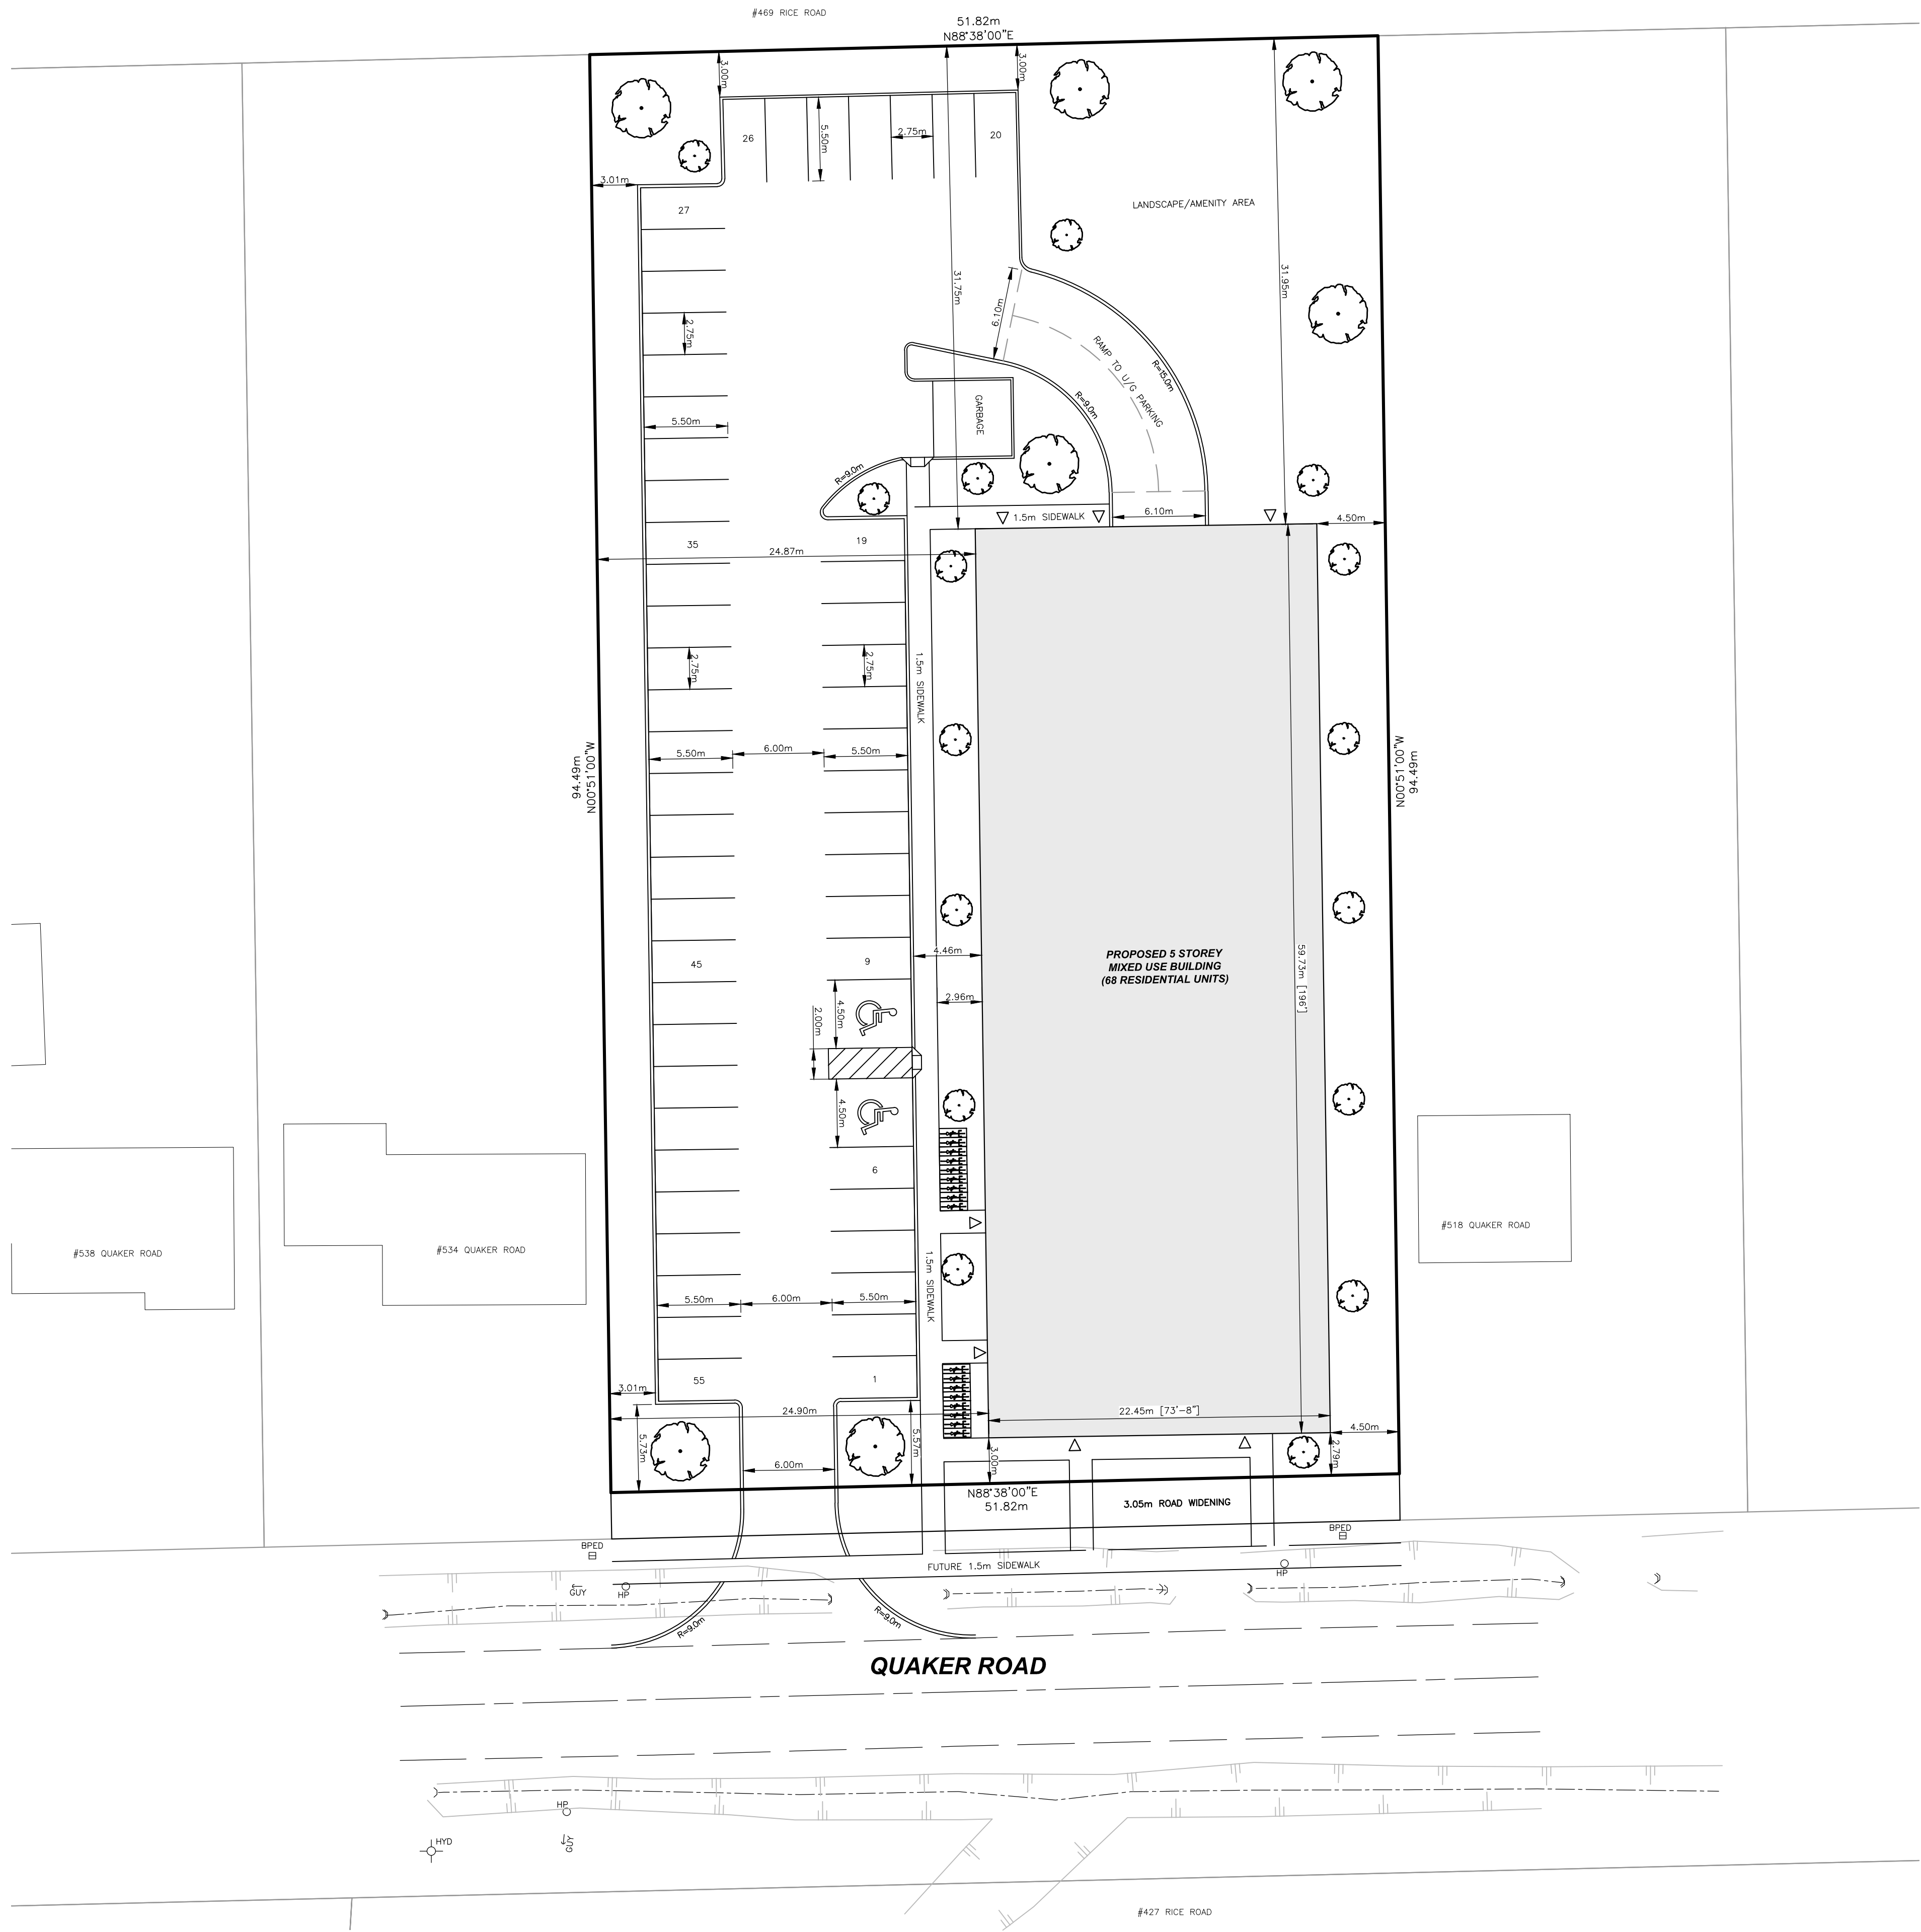 #469 RICE ROAD
51.82m
N88°38'00"E
3.00m
3.00m
26
5.50m
2.75m
20
3.01m
27
LANDSCAPE/AMENITY AREA
31.75m
31.95m
6.10m
2.75m
RAMP TO U/G PARKING
R=15.0m
R=9.0m
GARBAGE
5.50m
R=9.0m
1.5m SIDEWALK
6.10m
4.50m
35
19
24.87m
1.5m SIDEWALK
2.75m
2.75m
5.50m
6.00m
5.50m
94.49m
N00°51'00"W
N00°51'00"W
94.49m
45
9
4.46m
PROPOSED 5 STOREY
MIXED USE BUILDING
(68 RESIDENTIAL UNITS)
59.73m [196']
2.96m
4.50m
2.00m
4.50m
6
#538 QUAKER ROAD
#534 QUAKER ROAD
#518 QUAKER ROAD
1.5m SIDEWALK
5.50m
6.00m
5.50m
55
1
3.01m
24.90m
22.45m [73'-8"]
4.50m
5.73m
5.57m
3.00m
2.79m
6.00m
N88°38'00"E
51.82m
3.05m ROAD WIDENING
BPED
BPED
FUTURE 1.5m SIDEWALK
GUY
HP
HP
R=9.0m
R=9.0m
QUAKER ROAD
HP
GUY
HYD
#427 RICE ROAD